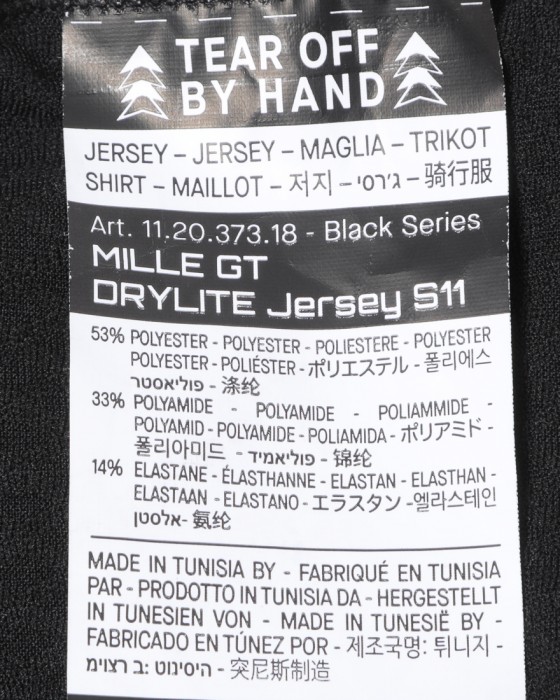 TEAR OFF
BY HAND
JERSEY – JERSEY – MAGLIA – TRIKOT
SHIRT – MAILLOT – 저지 – ג'רסי – 骑行服
Art. 11.20.373.18 - Black Series
MILLE GT
DRYLITE Jersey S11
53% POLYESTER - POLYESTER - POLIESTERE - POLYESTER
POLYESTER - POLIÉSTER - ポリエステル - 폴리에스
פוליאסטר - 涤纶
33% POLYAMIDE - POLYAMIDE - POLIAMMIDE -
POLYAMID - POLYAMIDE - POLIAMIDA - ポリアミド -
폴리아미드 - פוליאמיד - 锦纶
14% ELASTANE - ÉLASTHANNE - ELASTAN - ELASTHAN -
ELASTAAN - ELASTANO - エラスタン -엘라스테인
אלסטן- 氨纶
MADE IN TUNISIA BY - FABRIQUÉ EN TUNISIA
PAR - PRODOTTO IN TUNISIA DA - HERGESTELLT
IN TUNESIEN VON - MADE IN TUNESIË BY -
FABRICADO EN TÚNEZ POR - 제조국명: 튀니지 -
מיוצר ב: טוניסיה - 突尼斯制造